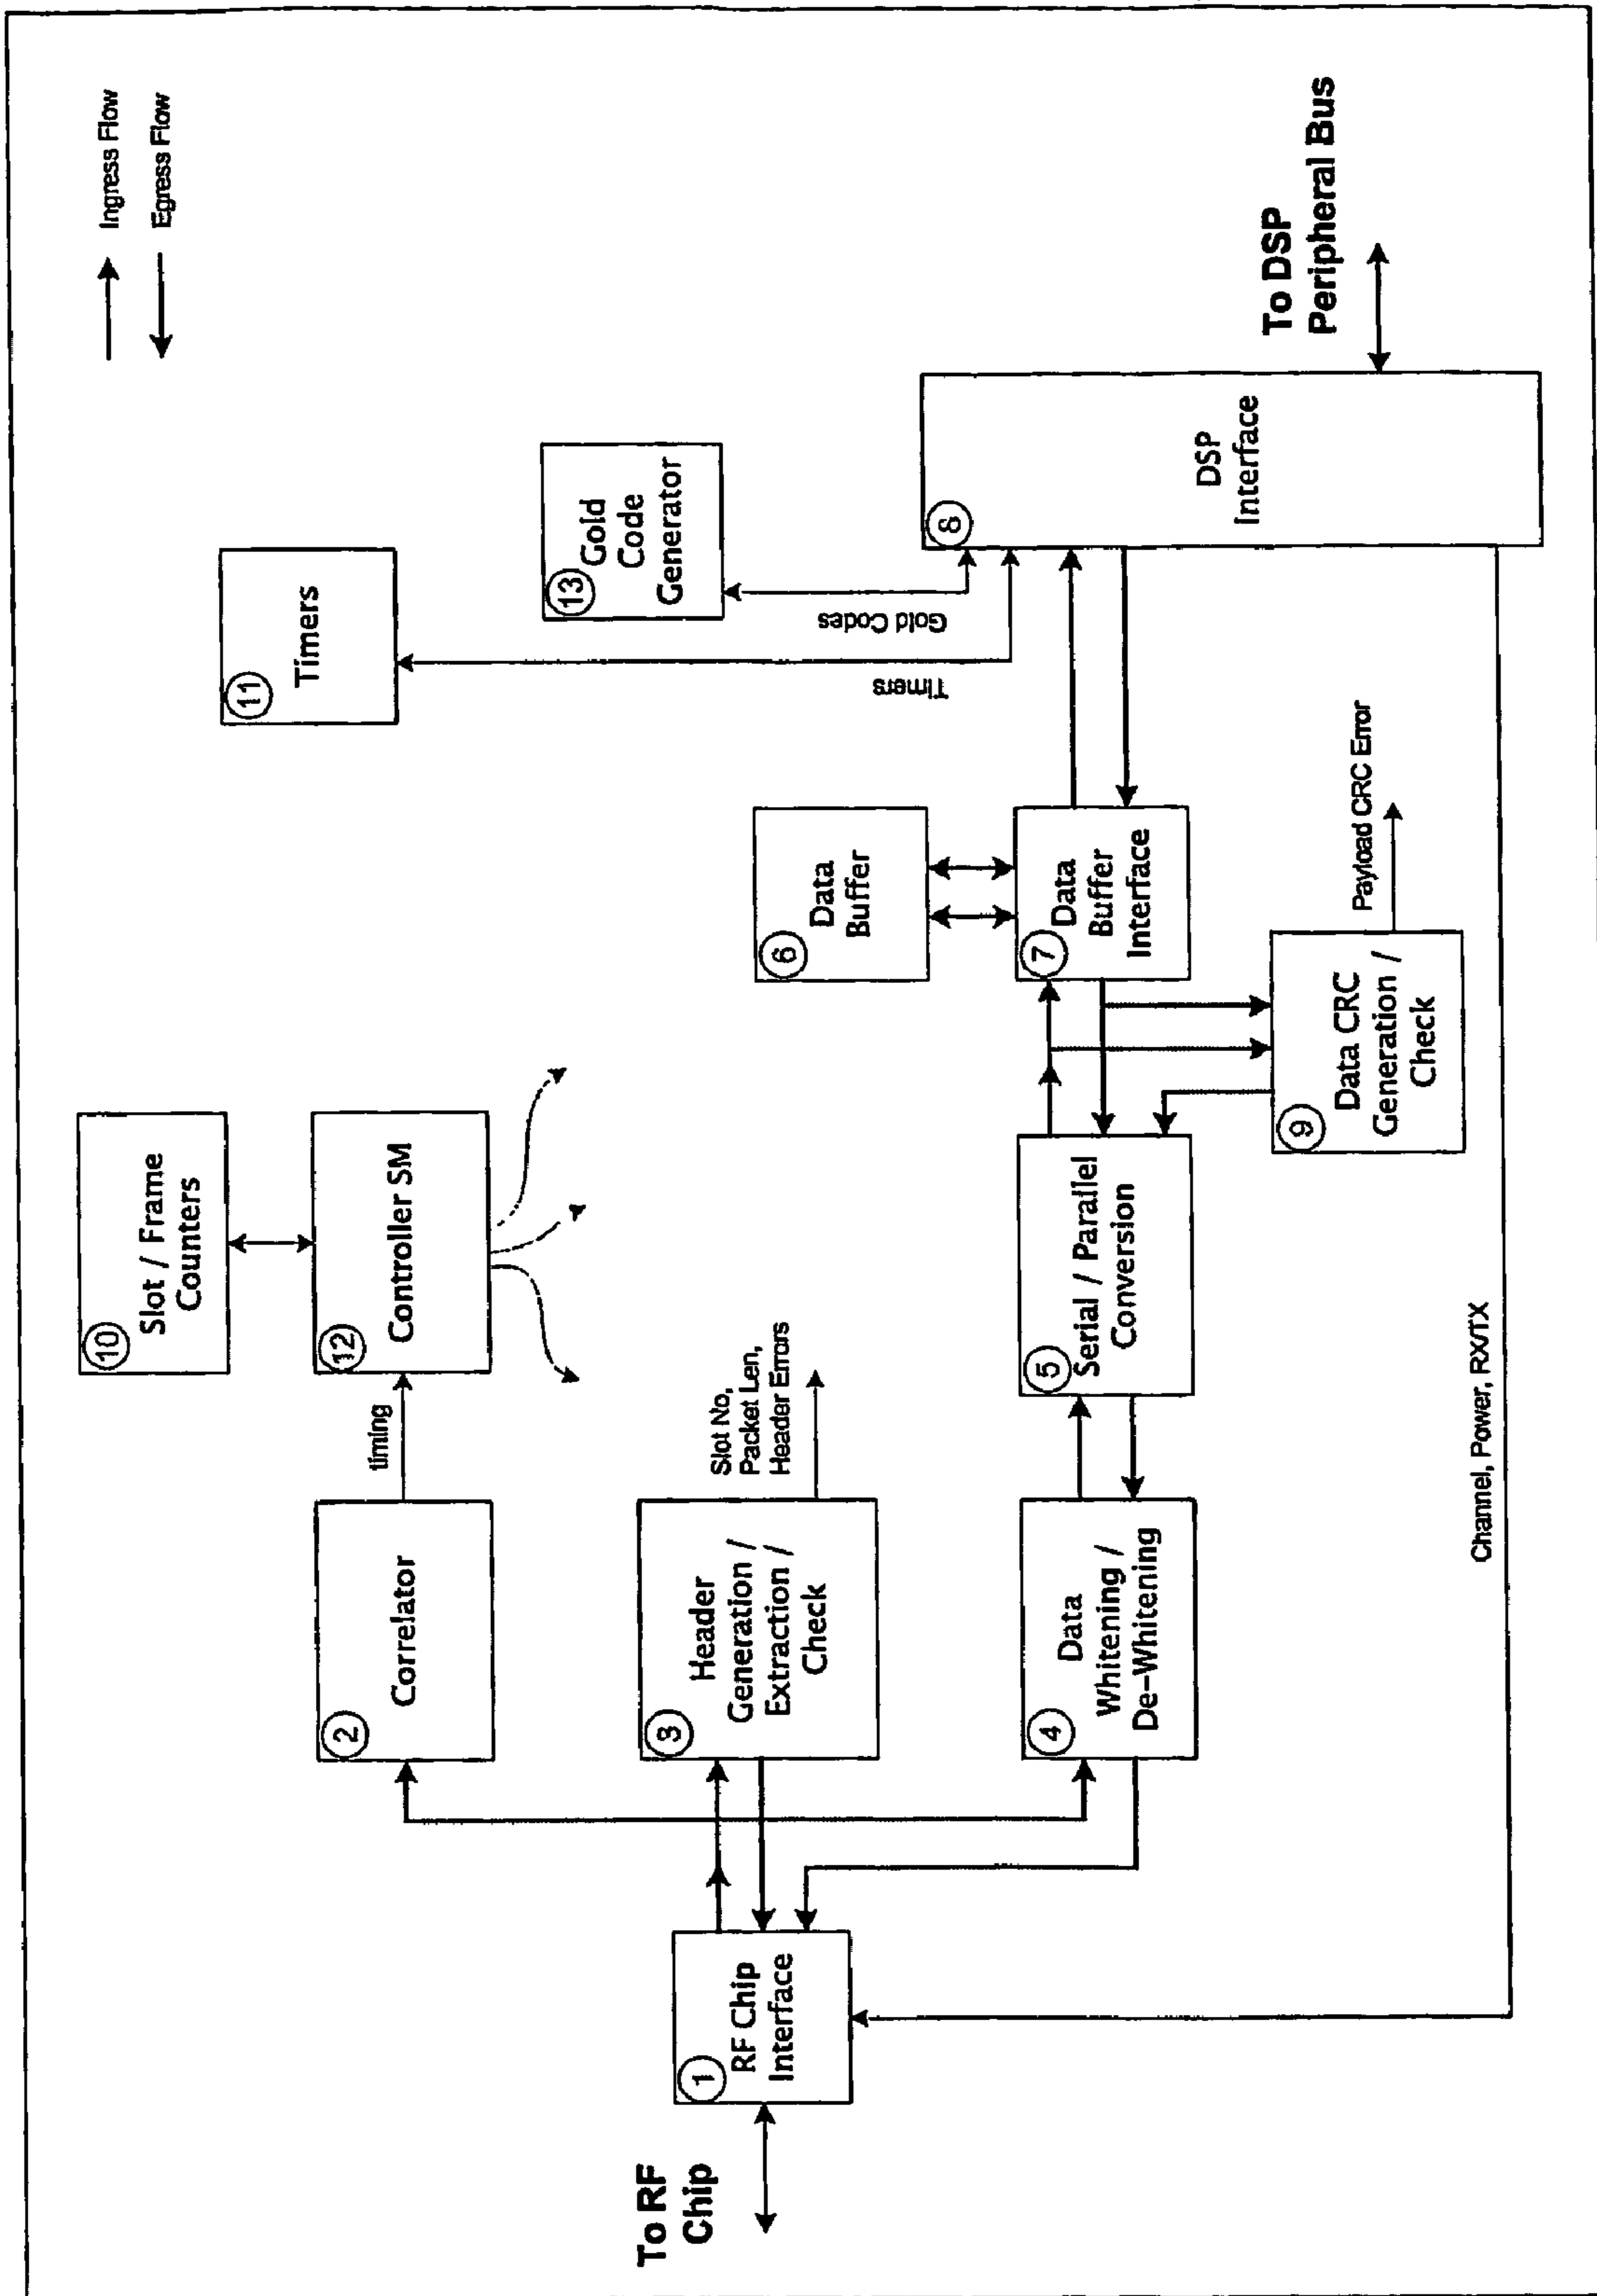 Ingress Flow
Egress Flow
10
Slot / Frame
Counters
11
Timers
2
Correlator
timing
12
Controller SM
13
Gold
Code
Generator
Gold Codes
Timers
To RF
Chip
1
RF Chip
Interface
3
Header
Generation /
Extraction /
Check
Slot No,
Packet Len,
Header Errors
6
Data
Buffer
4
Data
Whitening /
De-Whitening
5
Serial / Parallel
Conversion
7
Data
Buffer
Interface
8
DSP
Interface
To DSP
Peripheral Bus
9
Data CRC
Generation /
Check
Payload CRC Error
Channel, Power, RX/TX